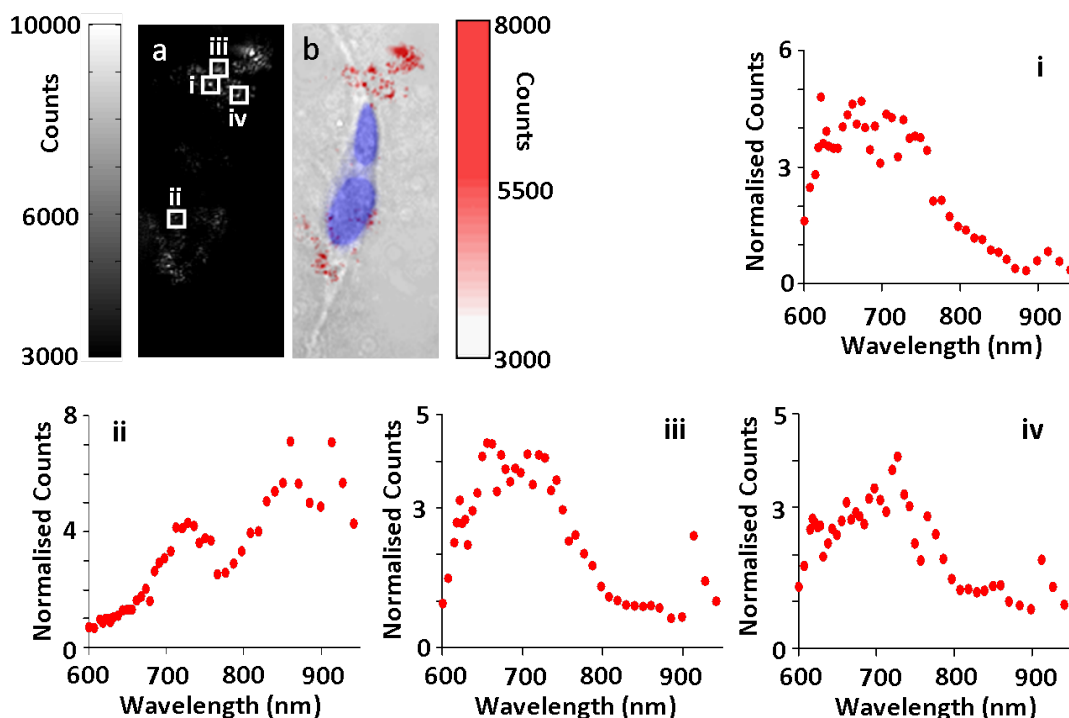 10000
6000
3000
Counts
a
iii
i
iv
ii
b
8000
5500
3000
Counts
i
6
3
0
Normalised Counts
600 700 800 900
Wavelength (nm)
ii
8
4
0
Normalised Counts
600 700 800 900
Wavelength (nm)
iii
5
3
0
Normalised Counts
600 700 800 900
Wavelength (nm)
iv
5
3
0
Normalised Counts
600 700 800 900
Wavelength (nm)